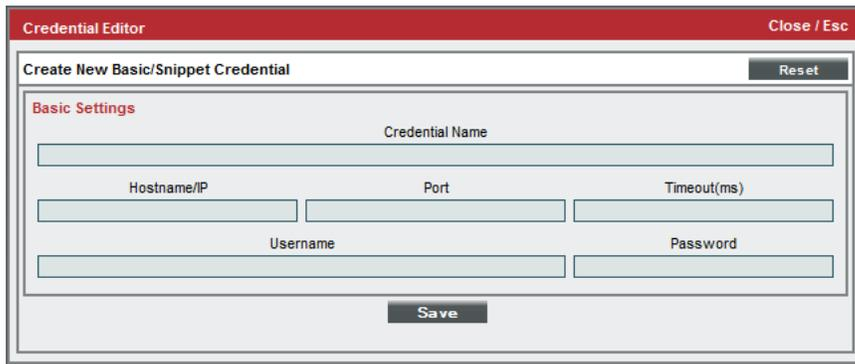 Credential Editor Close / Esc
Create New Basic/Snippet Credential Reset
Basic Settings
Credential Name
Hostname/IP Port Timeout(ms)
Username Password
Save